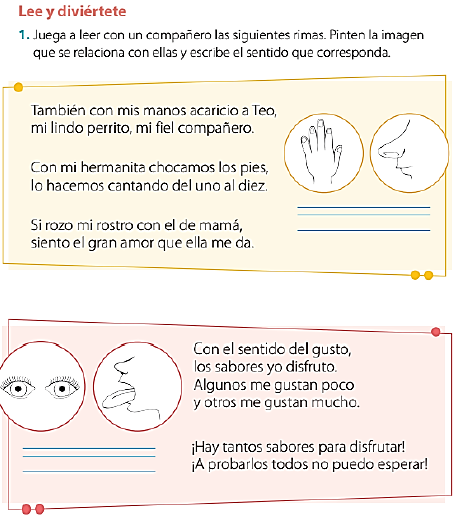 Lee y diviértete
1. Juega a leer con un compañero las siguientes rimas. Pinten la imagen
que se relaciona con ellas y escribe el sentido que corresponda.
También con mis manos acaricio a Teo,
mi lindo perrito, mi fiel compañero.
Con mi hermanita chocamos los pies,
lo hacemos cantando del uno al diez.
Si rozo mi rostro con el de mamá,
siento el gran amor que ella me da.
Con el sentido del gusto,
los sabores yo disfruto.
Algunos me gustan poco
y otros me gustan mucho.
¡Hay tantos sabores para disfrutar!
¡A probarlos todos no puedo esperar!